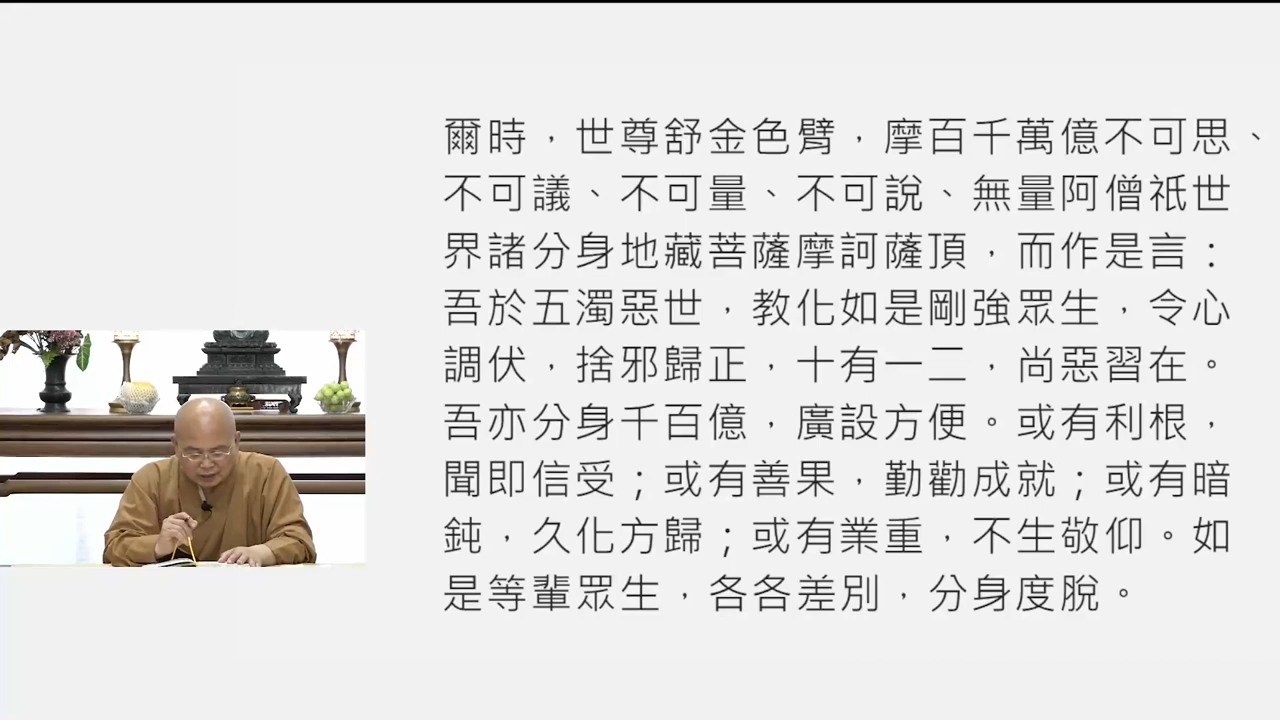 爾時，世尊舒金色臂，摩百千萬億不可思、
不可議、不可量、不可說、無量阿僧祇世
界諸分身地藏菩薩摩訶薩頂，而作是言：
吾於五濁惡世，教化如是剛強眾生，令心
調伏，捨邪歸正，十有一二，尚惡習在。
吾亦分身千百億，廣設方便。或有利根，
聞即信受；或有善果，勤勸成就；或有暗
鈍，久化方歸；或有業重，不生敬仰。如
是等輩眾生，各各差別，分身度脫。